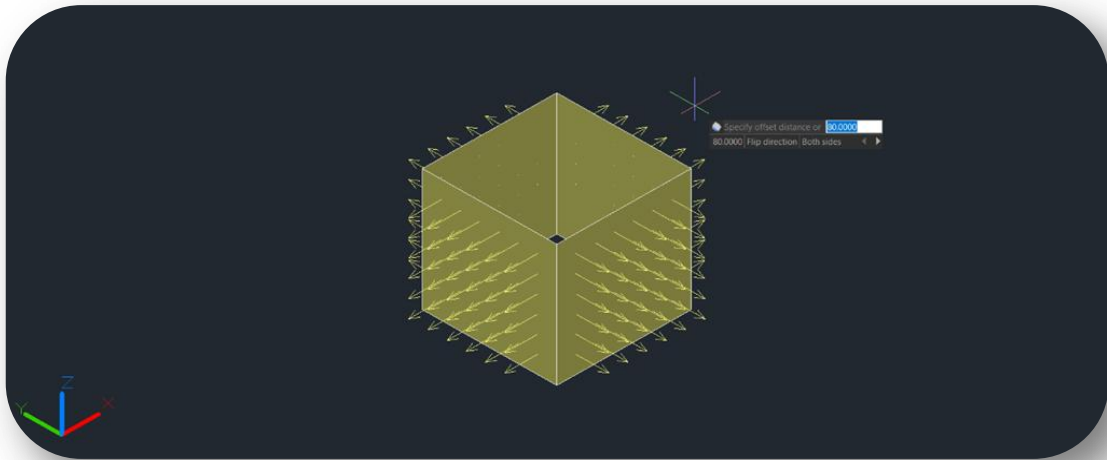 Specify offset distance or 80.0000
80.0000 Flip direction Both sides
Z
Y
X